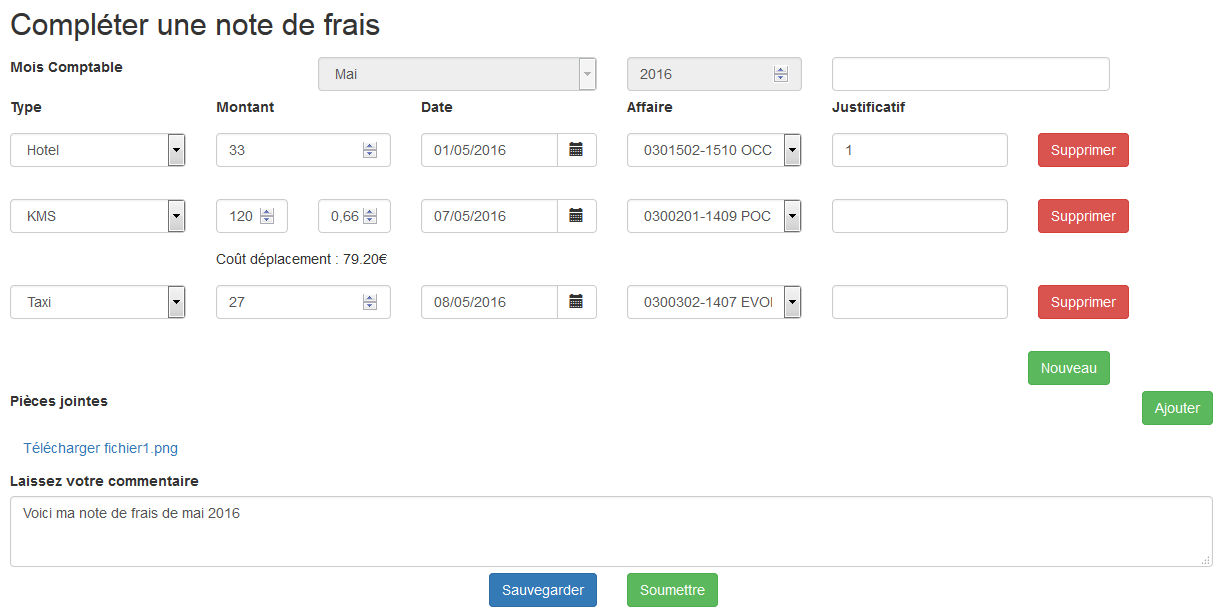 Compléter une note de frais
Mois Comptable Mai 2016
Type Montant Date Affaire Justificatif
Hotel 33 01/05/2016 0301502-1510 OCC 1 Supprimer
KMS 120 0,66 07/05/2016 0300201-1409 POC Supprimer
Coût déplacement : 79.20€
Taxi 27 08/05/2016 0300302-1407 EVOI Supprimer
Nouveau
Pièces jointes
Ajouter
Télécharger fichier1.png
Laissez votre commentaire
Voici ma note de frais de mai 2016
Sauvegarder Soumettre